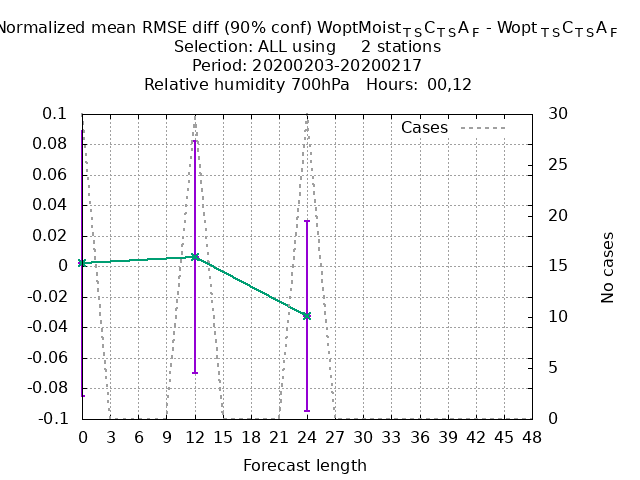 Normalized mean RMSE diff (90% conf) WoptMoist T S C T S A F - Wopt T S C T S A F
Selection: ALL using 2 stations
Period: 20200203-20200217
Relative humidity 700hPa Hours: 00,12
Cases
0.1
0.08
0.06
0.04
0.02
0
-0.02
-0.04
-0.06
-0.08
-0.1
30
25
20
15
10
5
0
No cases
0 3 6 9 12 15 18 21 24 27 30 33 36 39 42 45 48
Forecast length